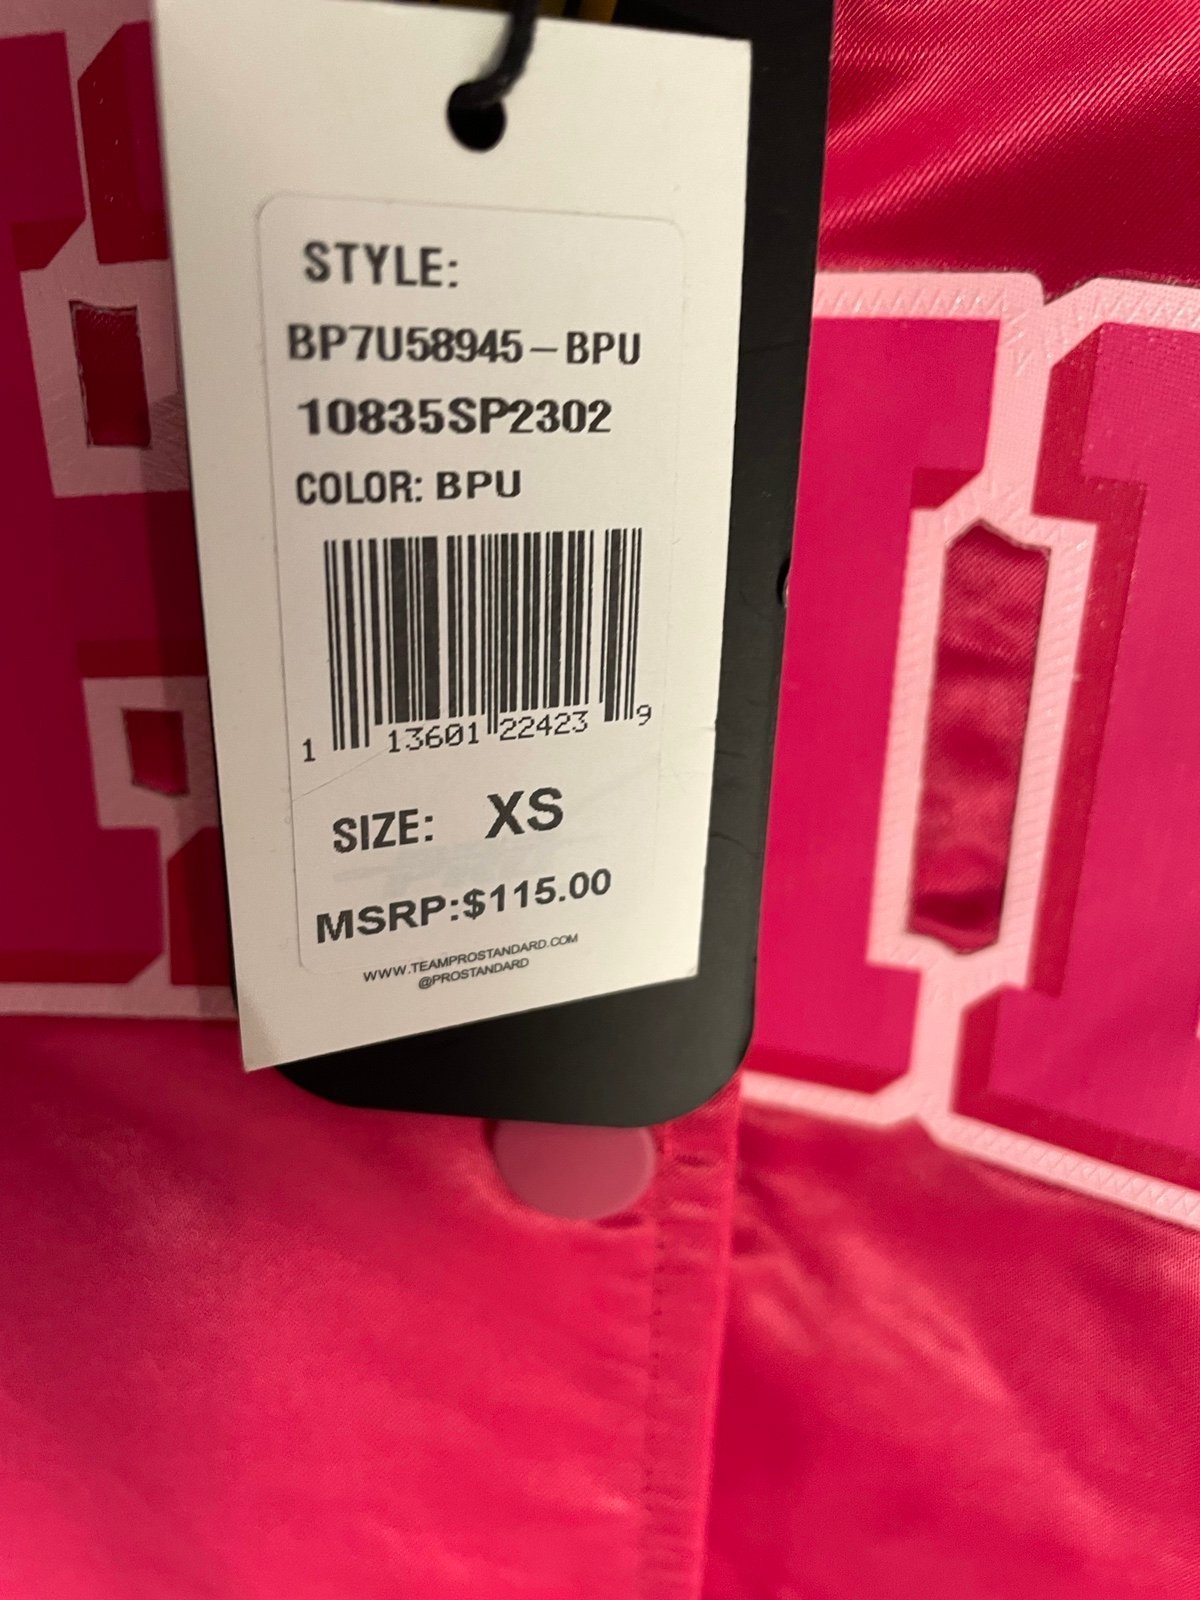 STYLE:
BP7U58945-BPU
10835SP2302
COLOR: BPU
1 13601 22423 9
SIZE: XS
MSRP:$115.00
WWW.TEAMPROSTANDARD.COM
@PROSTANDARD